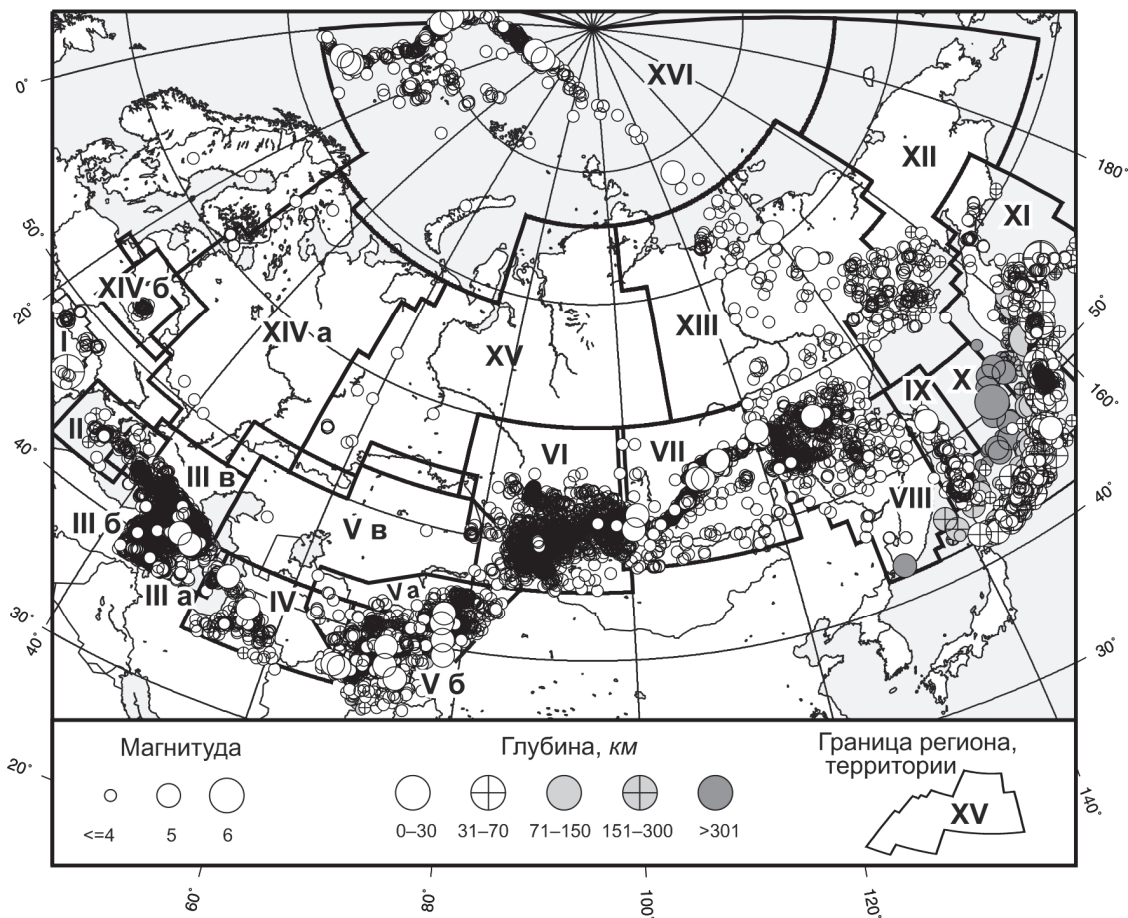 XVI
XII
180°
0°
XI
50°
XIV б
20°
I
XIV а
XV
XIII
50°
X
IX
160°
II
40°
VI
VII
III в
VIII
40°
III б
V в
III а
IV
V а
30°
40°
V б
30°
Магнитуда
<=4
5
6
Глубина, км
0–30
31–70
71–150
151–300
>301
Граница региона,
территории
XV
20°
140°
60°
80°
100°
120°